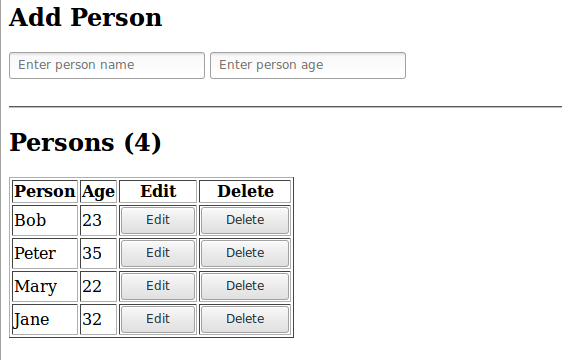 Add Person
Enter person name Enter person age
Persons (4)
Person Age Edit Delete
Bob 23 Edit Delete
Peter 35 Edit Delete
Mary 22 Edit Delete
Jane 32 Edit Delete